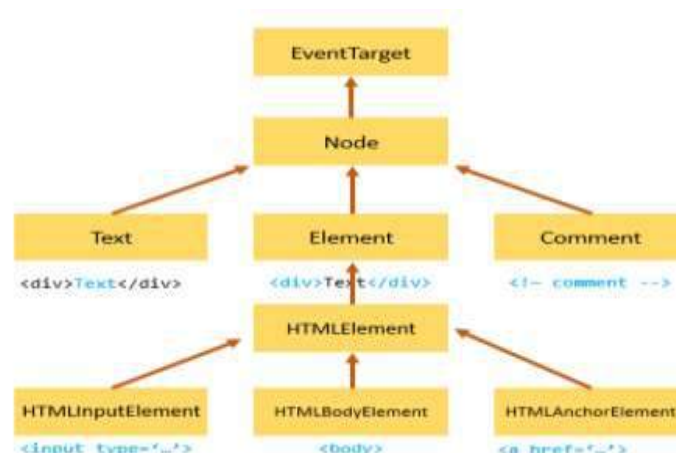 EventTarget
Node
Text
Element
Comment
<div>Text</div>
<div>Text</div>
<!— comment -->
HTMLElement
HTMLInputElement
HTMLBodyElement
HTMLAnchorElement
<input type='…'>
<body>
<a href='…'>